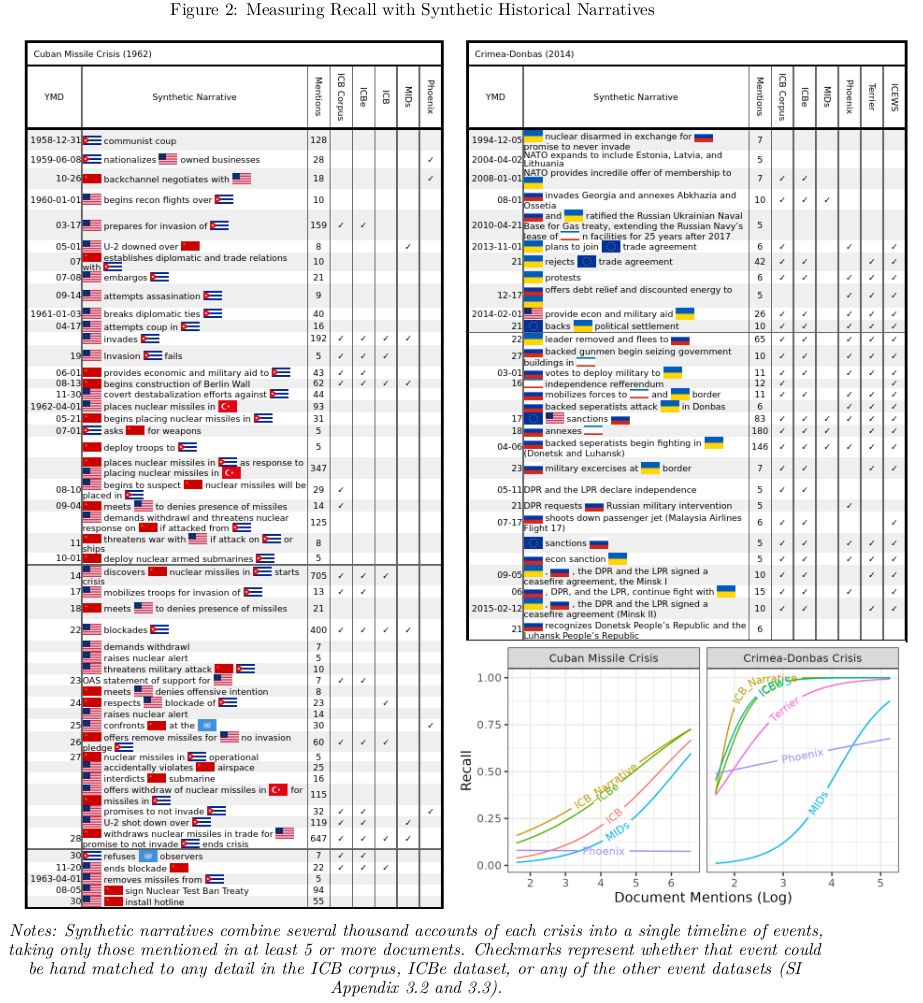 Figure 2: Measuring Recall with Synthetic Historical Narratives
Cuban Missile Crisis (1962)
YMD Synthetic Narrative Mentions ICB Corpus ICBe ICB MIDs Phoenix
1958-12-31 communist coup 128
1959-06-08 nationalizes owned businesses 28 ✓
10-26 backchannel negotiates with 18 ✓
1960-01-01 begins recon flights over 10
03-17 prepares for invasion of 159 ✓ ✓
05-01 U-2 downed over 8 ✓
07 establishes diplomatic and trade relations
with 10
07-08 embargos 21
09-14 attempts assasination 9
1961-01-03 breaks diplomatic ties 40
04-17 attempts coup in 16
invades 192 ✓ ✓ ✓ ✓
19 Invasion fails 5 ✓ ✓ ✓
06-01 provides economic and military aid to 43 ✓ ✓
08-13 begins construction of Berlin Wall 62 ✓ ✓ ✓ ✓
11-30 covert destabalization efforts against 44
1962-04-01 places nuclear missiles in 93
05-21 begins placing nuclear missiles in 31
07-01 asks for weapons 5
deploy troops to 5
places nuclear missiles in as response to
placing nuclear missiles in 347
08-10 begins to suspect nuclear missiles will be
placed in 29 ✓
09-04 meets to denies presence of missiles 14 ✓
demands withdrawl and threatens nuclear
response on if attacked from 125
11 threatens war with if attack on or
ships 8
10-01 deploy nuclear armed submarines 5
14 discovers nuclear missiles in starts
crisis 705 ✓ ✓ ✓
17 mobilizes troops for invasion of 13 ✓ ✓
18 meets to denies presence of missiles 21
22 blockades 400 ✓ ✓ ✓ ✓
demands withdrawl 7
raises nuclear alert 5
threatens military attack 10
23 OAS statement of support for 7 ✓ ✓
meets denies offensive intention 8
24 respects blockade of 23 ✓
raises nuclear alert 14
25 confronts at the 30 ✓
26 offers remove missiles for no invasion
pledge 60 ✓ ✓ ✓
27 nuclear missiles in operational 5
accidentally violates airspace 25
interdicts submarine 16
offers withdraw of nuclear missiles in for
missiles in 115
promises to not invade 32 ✓ ✓ ✓
U-2 shot down over 119 ✓ ✓ ✓
28 withdraws nuclear missiles in trade for
promise to not invade ends crisis 647 ✓ ✓ ✓ ✓
30 refuses observers 7 ✓ ✓
11-20 ends blockade 22 ✓ ✓ ✓
1963-04-01 removes missiles from 5
08-05 sign Nuclear Test Ban Treaty 94
30 install hotline 55
Crimea-Donbas (2014)
YMD Synthetic Narrative Mentions ICB Corpus ICBe MIDs Phoenix Terrier ICEWS
1994-12-05 nuclear disarmed in exchange for
promise to never invade 7
2004-04-02 NATO expands to include Estonia, Latvia, and
Lithuania 5
2008-01-01 NATO provides incredile offer of membership to
7 ✓ ✓
08-01 invades Georgia and annexes Abkhazia and
Ossetia 10 ✓ ✓ ✓
2010-04-21 and ratified the Russian Ukrainian Naval
Base for Gas treaty, extending the Russian Navy's
lease of n facilities for 25 years after 2017 5
2013-11-01 plans to join trade agreement 6 ✓ ✓ ✓ ✓
21 rejects trade agreement 42 ✓ ✓ ✓ ✓
protests 6 ✓ ✓ ✓ ✓ ✓
12-17 offers debt relief and discounted energy to
5 ✓ ✓ ✓
2014-02-01 provide econ and military aid 26 ✓ ✓ ✓ ✓ ✓
21 backs political settlement 10 ✓ ✓ ✓ ✓ ✓
22 leader removed and flees to 65 ✓ ✓ ✓ ✓ ✓
27 backed gunmen begin seizing government
buildings in 10 ✓ ✓ ✓ ✓ ✓
03-01 votes to deploy military to 11 ✓ ✓ ✓ ✓ ✓
16 independence refferendum 12 ✓ ✓
mobilizes forces to and border 11 ✓ ✓ ✓ ✓ ✓
backed seperatists attack in Donbas 6 ✓ ✓ ✓
17 sanctions 83 ✓ ✓ ✓ ✓ ✓ ✓
18 annexes 180 ✓ ✓ ✓ ✓ ✓
04-06 backed seperatists begin fighting in
(Donetsk and Luhansk) 146 ✓ ✓ ✓ ✓ ✓ ✓
23 military excercises at border 7 ✓ ✓ ✓ ✓
05-11 DPR and the LPR declare independence 5 ✓ ✓
21 DPR requests Russian military intervention 5 ✓
07-17 shoots down passenger jet (Malaysia Airlines
Flight 17) 6 ✓ ✓ ✓
sanctions 5 ✓ ✓ ✓ ✓ ✓
econ sanction 5 ✓ ✓ ✓ ✓ ✓
09-05 , , the DPR and the LPR signed a
ceasefire agreement, the Minsk I 10 ✓ ✓ ✓ ✓
06 , DPR, and the LPR, continue fight with 15 ✓ ✓ ✓ ✓
2015-02-12 , , the DPR and the LPR signed a
ceasefire agreement (Minsk II) 10 ✓ ✓ ✓ ✓
21 recognizes Donetsk People's Republic and the
Luhansk People's Republic 6
Cuban Missile Crisis Crimea-Donbas Crisis
Recall
1.00
0.75
0.50
0.25
0.00
ICB_Narrative
ICBe
ICB
MIDs
Phoenix
2 3 4 5 6
ICB_Narrative
ICBe
ICEWS
Terrier
Phoenix
MIDs
2 3 4 5
Document Mentions (Log)
Notes: Synthetic narratives combine several thousand accounts of each crisis into a single timeline of events,
taking only those mentioned in at least 5 or more documents. Checkmarks represent whether that event could
be hand matched to any detail in the ICB corpus, ICBe dataset, or any of the other event datasets (SI
Appendix 3.2 and 3.3).